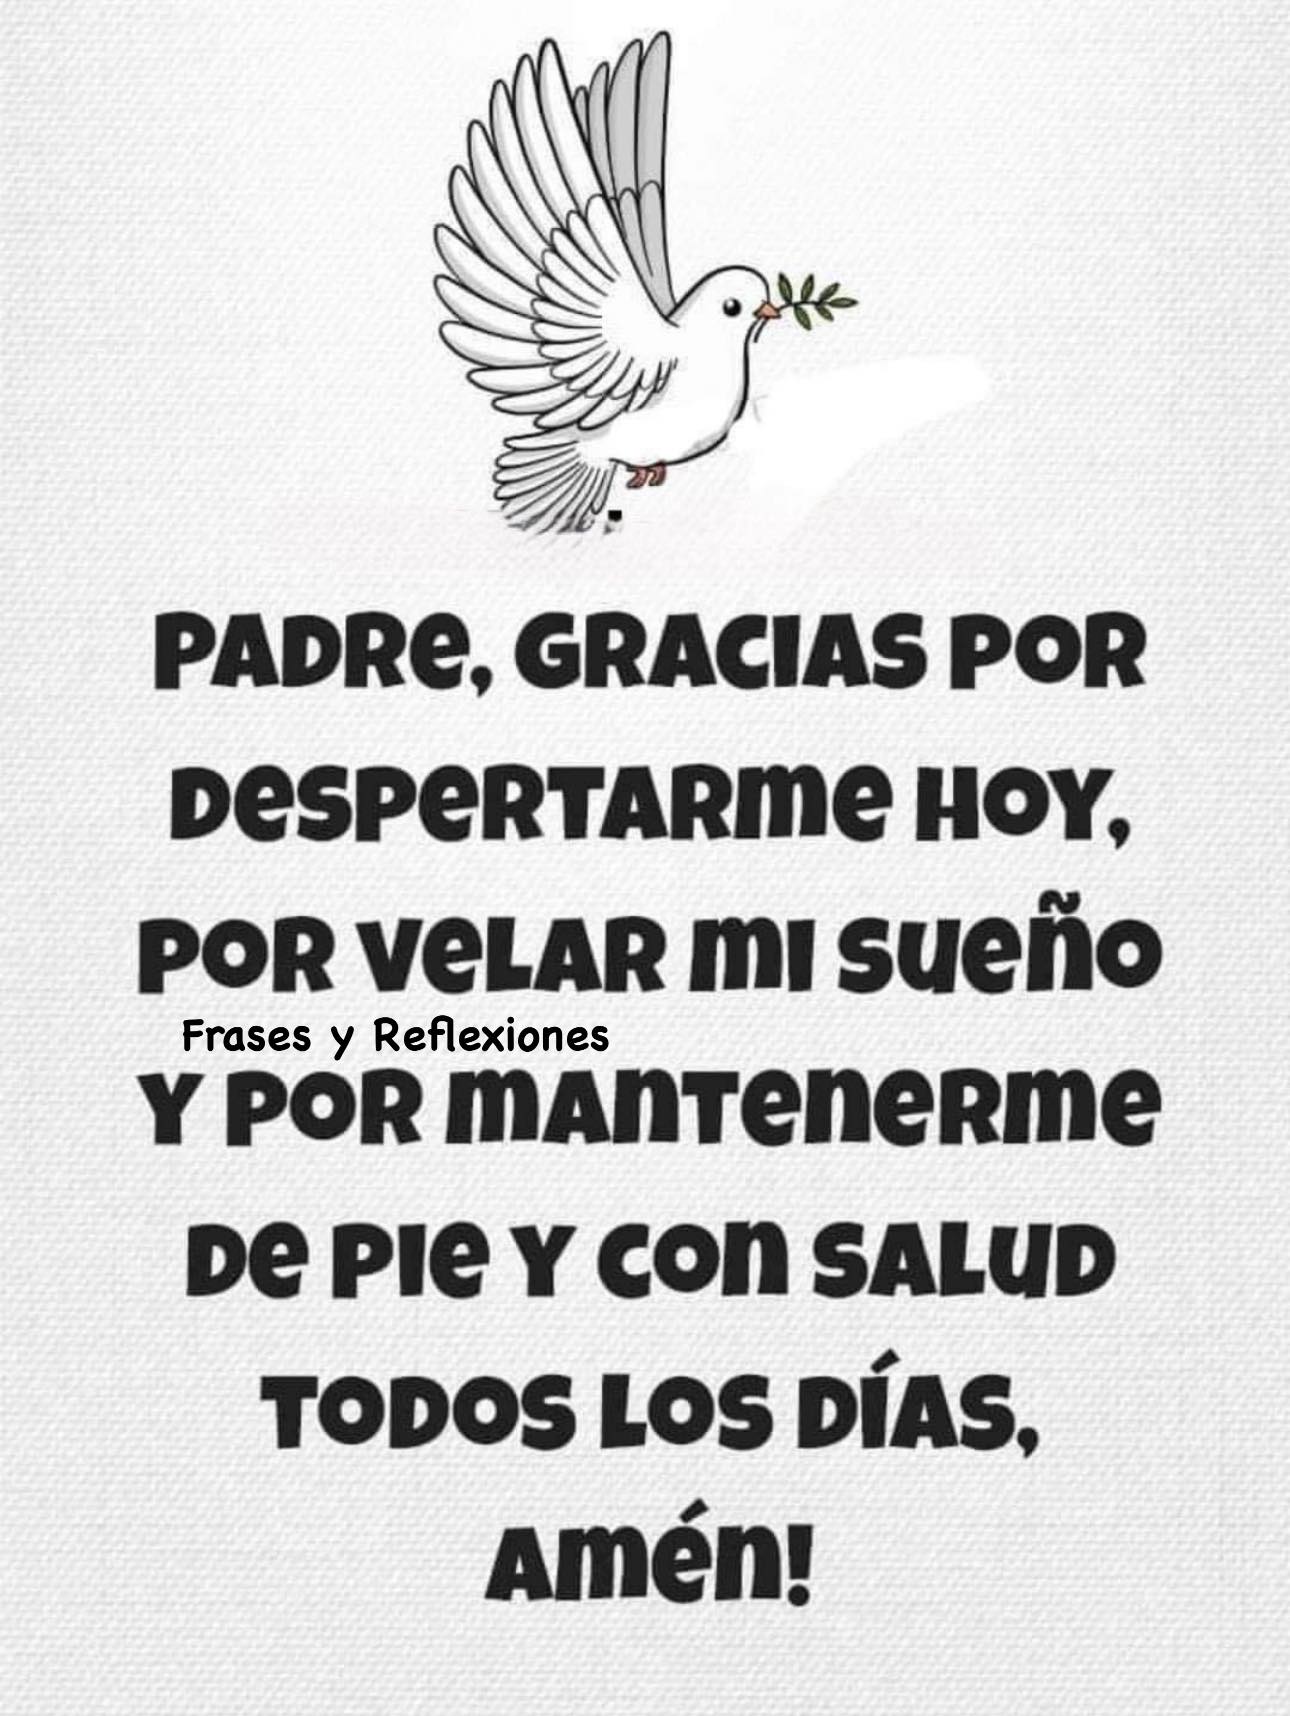 PADRE, GRACIAS POR
DESPERTARME HOY,
POR VELAR MI SUEÑO
Frases y Reflexiones
Y POR MANTENERME
DE PIE Y CON SALUD
TODOS LOS DÍAS,
AMÉN!